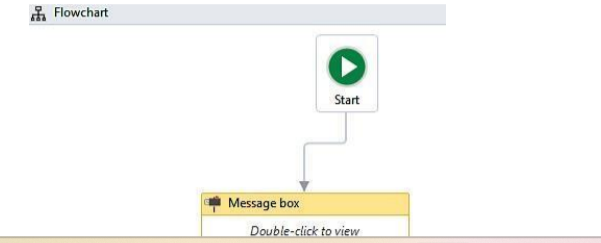 Flowchart
Start
Message box
Double-click to view